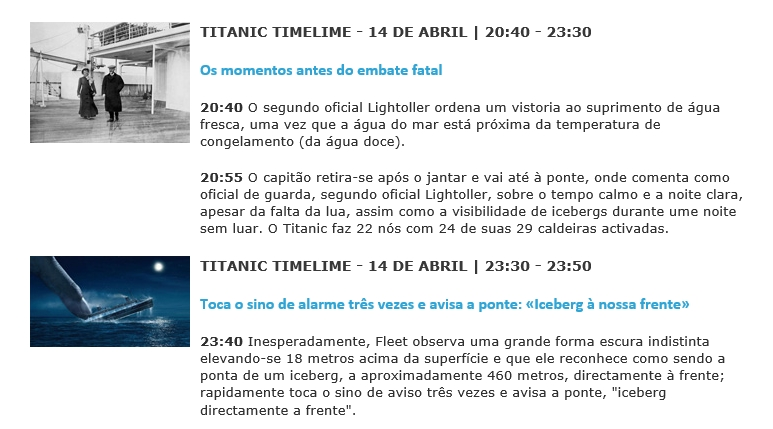 TITANIC TIMELIME - 14 DE ABRIL | 20:40 - 23:30
Os momentos antes do embate fatal
20:40 O segundo oficial Lightoller ordena um vistoria ao suprimento de água
fresca, uma vez que a água do mar está próxima da temperatura de
congelamento (da água doce).
20:55 O capitão retira-se após o jantar e vai até à ponte, onde comenta como
oficial de guarda, segundo oficial Lightoller, sobre o tempo calmo e a noite clara,
apesar da falta da lua, assim como a visibilidade de icebergs durante ume noite
sem luar. O Titanic faz 22 nós com 24 de suas 29 caldeiras activadas.
TITANIC TIMELIME - 14 DE ABRIL | 23:30 - 23:50
Toca o sino de alarme três vezes e avisa a ponte: «Iceberg à nossa frente»
23:40 Inesperadamente, Fleet observa uma grande forma escura indistinta
elevando-se 18 metros acima da superfície e que ele reconhece como sendo a
ponta de um iceberg, a aproximadamente 460 metros, directamente à frente;
rapidamente toca o sino de aviso três vezes e avisa a ponte, "iceberg
directamente a frente".